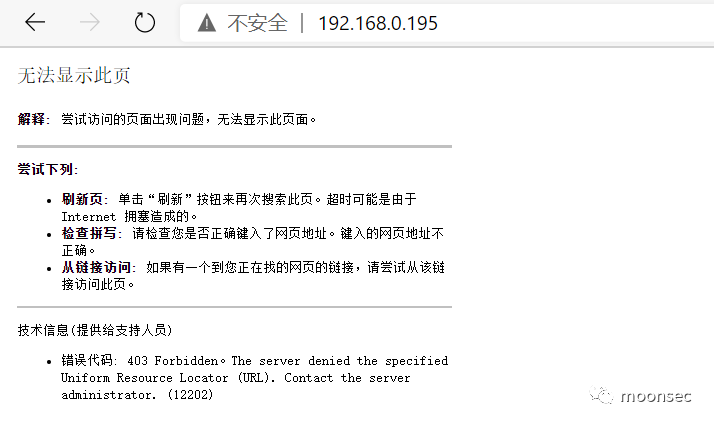 不安全 | 192.168.0.195
无法显示此页
解释: 尝试访问的页面出现问题，无法显示此页面。
尝试下列:
• 刷新页: 单击“刷新”按钮来再次搜索此页。超时可能是由于
Internet 拥塞造成的。
• 检查拼写: 请检查您是否正确键入了网页地址。键入的网页地址不
正确。
• 从链接访问: 如果有一个到您正在找的网页的链接，请尝试从该链
接访问此页。
技术信息(提供给支持人员)
• 错误代码: 403 Forbidden。The server denied the specified
Uniform Resource Locator (URL). Contact the server
administrator. (12202)
moonsec